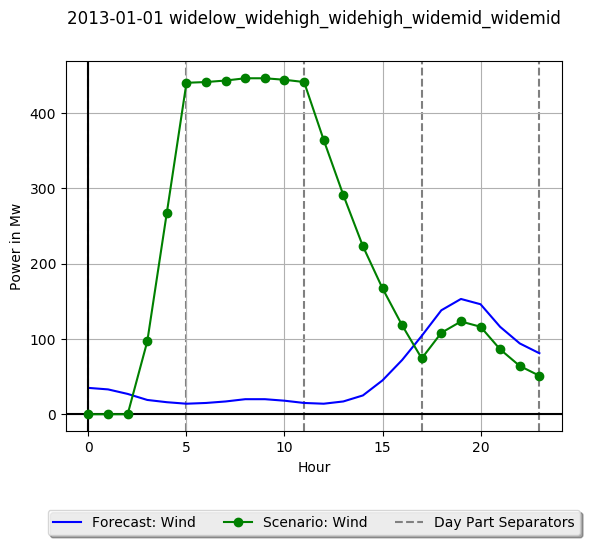 2013-01-01 widelow_widehigh_widehigh_widemid_widemid
400
300
200
100
0
Power in Mw
0 5 10 15 20
Hour
Forecast: Wind Scenario: Wind Day Part Separators